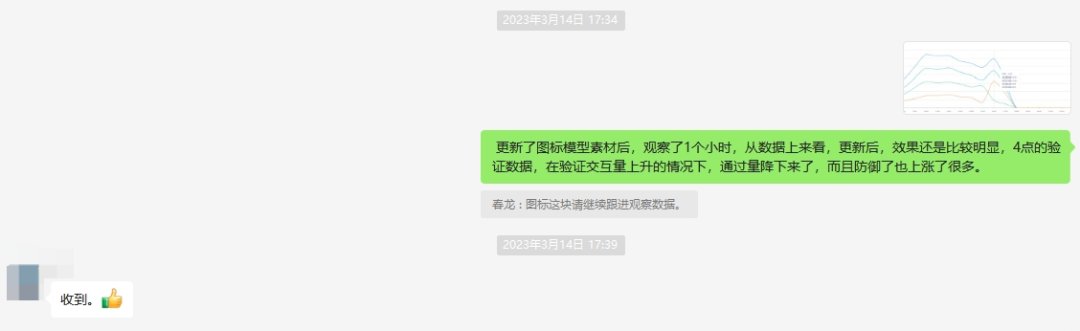 2023年3月14日 17:34
更新了图标模型素材后，观察了1个小时，从数据上来看，更新后，效果还是比较明显，4点的验
证数据，在验证交互量上升的情况下，通过量降下来了，而且防御了也上涨了很多。
春龙：图标这块请继续跟进观察数据。
2023年3月14日 17:39
收到。